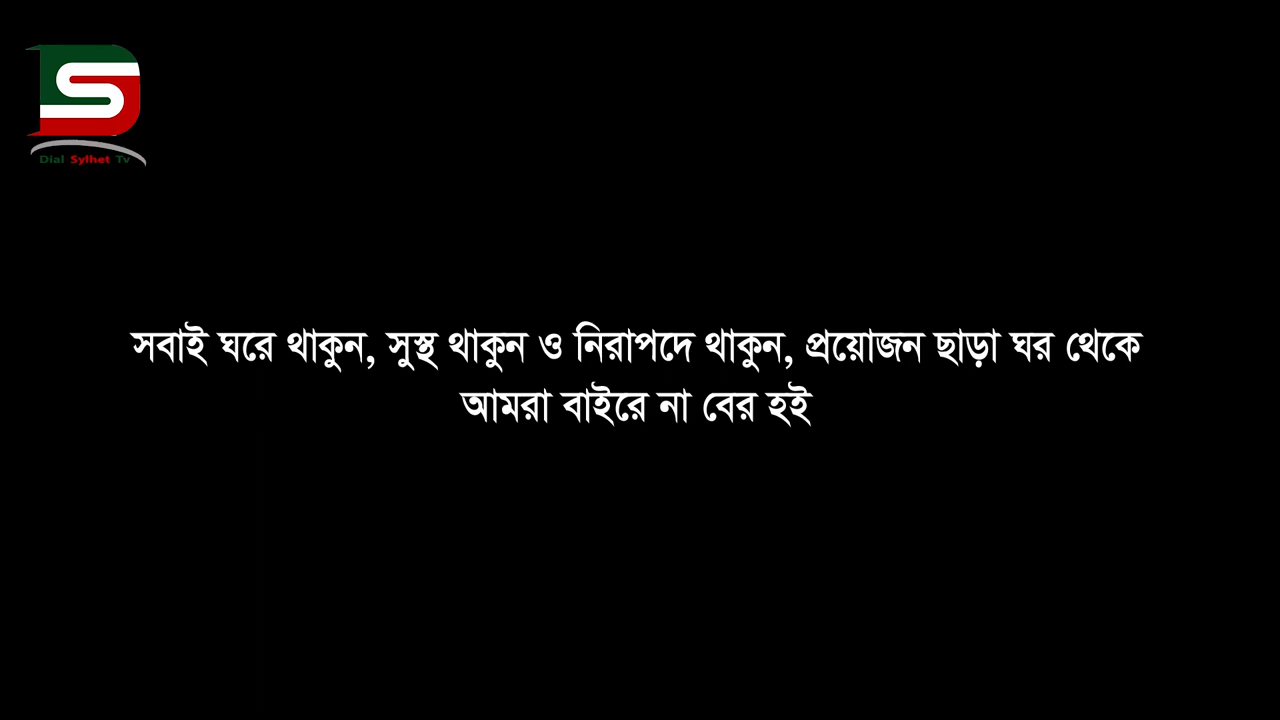 Dial Sylhet Tv
সবাই ঘরে থাকুন, সুস্থ থাকুন ও নিরাপদে থাকুন, প্রয়োজন ছাড়া ঘর থেকে
আমরা বাইরে না বের হই